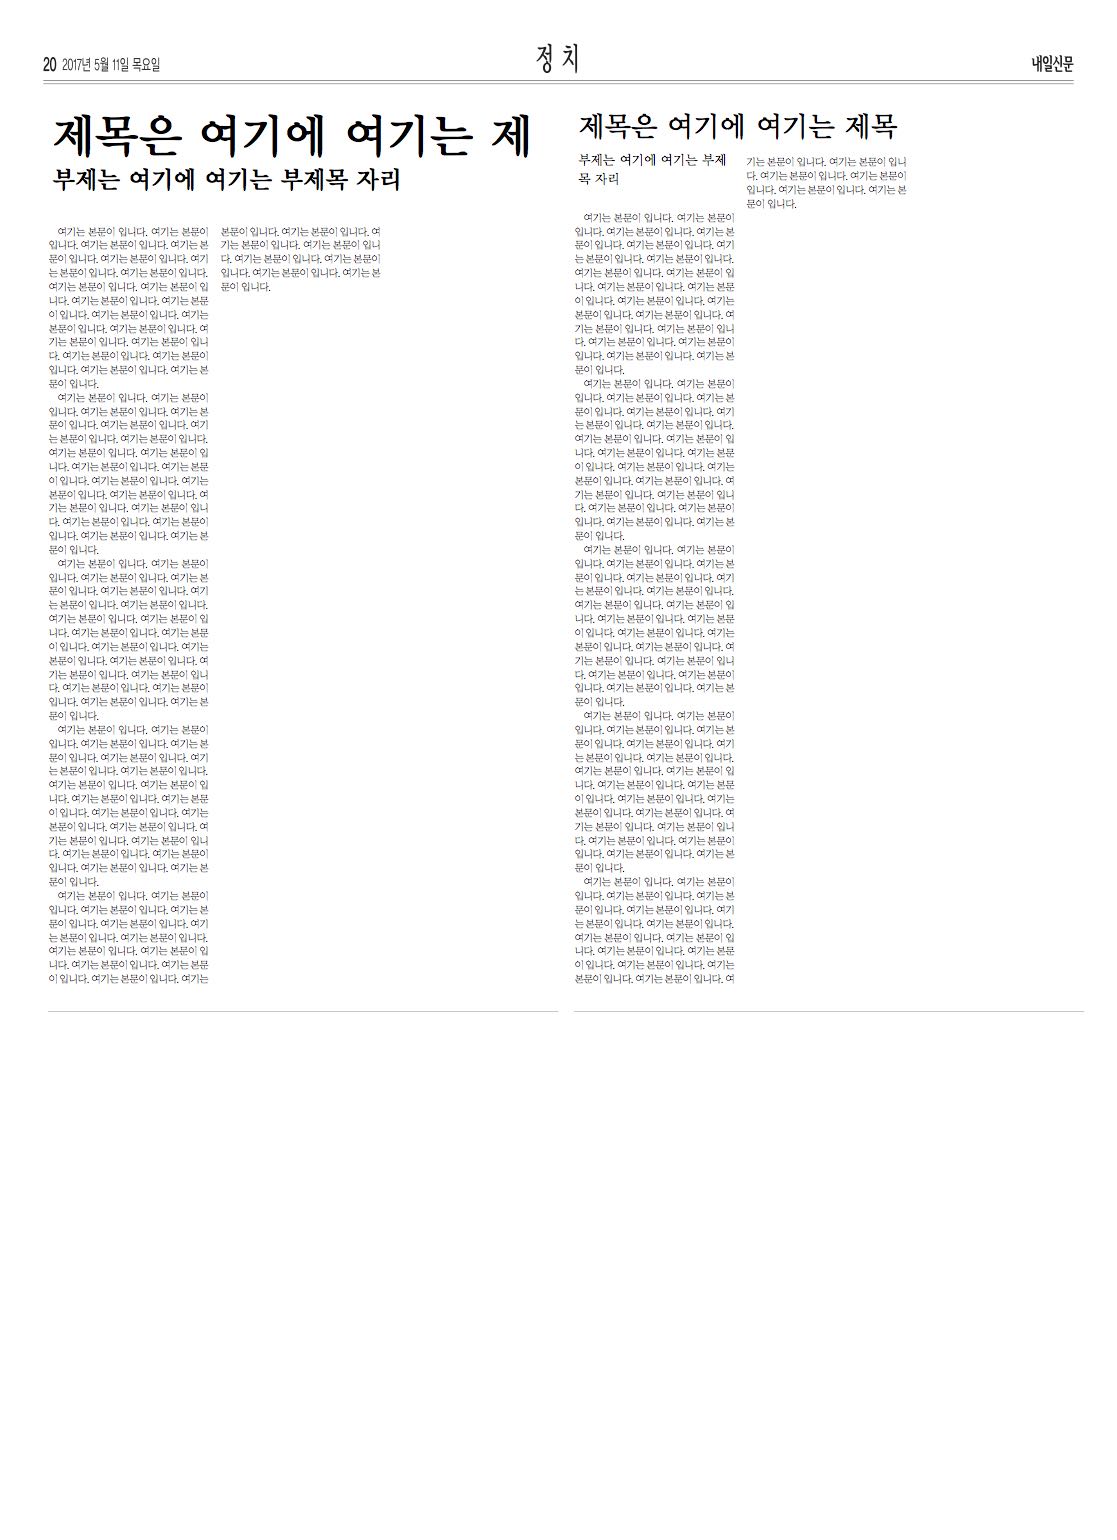 20 2017년 5월 11일 목요일
정치
내일신문
제목은 여기에 여기는 제
부제는 여기에 여기는 부제목 자리
여기는 본문이 입니다. 여기는 본문이
입니다. 여기는 본문이 입니다. 여기는 본
문이 입니다. 여기는 본문이 입니다. 여기
는 본문이 입니다. 여기는 본문이 입니다.
여기는 본문이 입니다. 여기는 본문이 입
니다. 여기는 본문이 입니다. 여기는 본문
이 입니다. 여기는 본문이 입니다. 여기는
본문이 입니다. 여기는 본문이 입니다. 여
기는 본문이 입니다. 여기는 본문이 입니
다. 여기는 본문이 입니다. 여기는 본문이
입니다. 여기는 본문이 입니다. 여기는 본
문이 입니다.
여기는 본문이 입니다. 여기는 본문이
입니다. 여기는 본문이 입니다. 여기는 본
문이 입니다. 여기는 본문이 입니다. 여기
는 본문이 입니다. 여기는 본문이 입니다.
여기는 본문이 입니다. 여기는 본문이 입
니다. 여기는 본문이 입니다. 여기는 본문
이 입니다. 여기는 본문이 입니다. 여기는
본문이 입니다. 여기는 본문이 입니다. 여
기는 본문이 입니다. 여기는 본문이 입니
다. 여기는 본문이 입니다. 여기는 본문이
입니다. 여기는 본문이 입니다. 여기는 본
문이 입니다.
여기는 본문이 입니다. 여기는 본문이
입니다. 여기는 본문이 입니다. 여기는 본
문이 입니다. 여기는 본문이 입니다. 여기
는 본문이 입니다. 여기는 본문이 입니다.
여기는 본문이 입니다. 여기는 본문이 입
니다. 여기는 본문이 입니다. 여기는 본문
이 입니다. 여기는 본문이 입니다. 여기는
본문이 입니다. 여기는 본문이 입니다. 여
기는 본문이 입니다. 여기는 본문이 입니
다. 여기는 본문이 입니다. 여기는 본문이
입니다. 여기는 본문이 입니다. 여기는 본
문이 입니다.
여기는 본문이 입니다. 여기는 본문이
입니다. 여기는 본문이 입니다. 여기는 본
문이 입니다. 여기는 본문이 입니다. 여기
는 본문이 입니다. 여기는 본문이 입니다.
여기는 본문이 입니다. 여기는 본문이 입
니다. 여기는 본문이 입니다. 여기는 본문
이 입니다. 여기는 본문이 입니다. 여기는
본문이 입니다. 여기는 본문이 입니다. 여
기는 본문이 입니다. 여기는 본문이 입니
다. 여기는 본문이 입니다. 여기는 본문이
입니다. 여기는 본문이 입니다. 여기는 본
문이 입니다.
여기는 본문이 입니다. 여기는 본문이
입니다. 여기는 본문이 입니다. 여기는 본
문이 입니다. 여기는 본문이 입니다. 여기
는 본문이 입니다. 여기는 본문이 입니다.
여기는 본문이 입니다. 여기는 본문이 입
니다. 여기는 본문이 입니다. 여기는 본문
이 입니다. 여기는 본문이 입니다. 여기는
본문이 입니다. 여기는 본문이 입니다. 여
기는 본문이 입니다. 여기는 본문이 입니
다. 여기는 본문이 입니다. 여기는 본문이
입니다. 여기는 본문이 입니다. 여기는 본
문이 입니다.
제목은 여기에 여기는 제목
부제는 여기에 여기는 부제
목 자리
여기는 본문이 입니다. 여기는 본문이
입니다. 여기는 본문이 입니다. 여기는 본
문이 입니다. 여기는 본문이 입니다. 여기
는 본문이 입니다. 여기는 본문이 입니다.
여기는 본문이 입니다. 여기는 본문이 입
니다. 여기는 본문이 입니다. 여기는 본문
이 입니다. 여기는 본문이 입니다. 여기는
본문이 입니다. 여기는 본문이 입니다. 여
기는 본문이 입니다. 여기는 본문이 입니
다. 여기는 본문이 입니다. 여기는 본문이
입니다. 여기는 본문이 입니다. 여기는 본
문이 입니다.
여기는 본문이 입니다. 여기는 본문이
입니다. 여기는 본문이 입니다. 여기는 본
문이 입니다. 여기는 본문이 입니다. 여기
는 본문이 입니다. 여기는 본문이 입니다.
여기는 본문이 입니다. 여기는 본문이 입
니다. 여기는 본문이 입니다. 여기는 본문
이 입니다. 여기는 본문이 입니다. 여기는
본문이 입니다. 여기는 본문이 입니다. 여
기는 본문이 입니다. 여기는 본문이 입니
다. 여기는 본문이 입니다. 여기는 본문이
입니다. 여기는 본문이 입니다. 여기는 본
문이 입니다.
여기는 본문이 입니다. 여기는 본문이
입니다. 여기는 본문이 입니다. 여기는 본
문이 입니다. 여기는 본문이 입니다. 여기
는 본문이 입니다. 여기는 본문이 입니다.
여기는 본문이 입니다. 여기는 본문이 입
니다. 여기는 본문이 입니다. 여기는 본문
이 입니다. 여기는 본문이 입니다. 여기는
본문이 입니다. 여기는 본문이 입니다. 여
기는 본문이 입니다. 여기는 본문이 입니
다. 여기는 본문이 입니다. 여기는 본문이
입니다. 여기는 본문이 입니다. 여기는 본
문이 입니다.
여기는 본문이 입니다. 여기는 본문이
입니다. 여기는 본문이 입니다. 여기는 본
문이 입니다. 여기는 본문이 입니다. 여기
는 본문이 입니다. 여기는 본문이 입니다.
여기는 본문이 입니다. 여기는 본문이 입
니다. 여기는 본문이 입니다. 여기는 본문
이 입니다. 여기는 본문이 입니다. 여기는
본문이 입니다. 여기는 본문이 입니다. 여
기는 본문이 입니다. 여기는 본문이 입니
다. 여기는 본문이 입니다. 여기는 본문이
입니다. 여기는 본문이 입니다. 여기는 본
문이 입니다.
여기는 본문이 입니다. 여기는 본문이
입니다. 여기는 본문이 입니다. 여기는 본
문이 입니다. 여기는 본문이 입니다. 여기
는 본문이 입니다. 여기는 본문이 입니다.
여기는 본문이 입니다. 여기는 본문이 입
니다. 여기는 본문이 입니다. 여기는 본문
이 입니다. 여기는 본문이 입니다. 여기는
본문이 입니다. 여기는 본문이 입니다. 여
기는 본문이 입니다. 여기는 본문이 입니
다. 여기는 본문이 입니다. 여기는 본문이
입니다. 여기는 본문이 입니다. 여기는 본
문이 입니다.